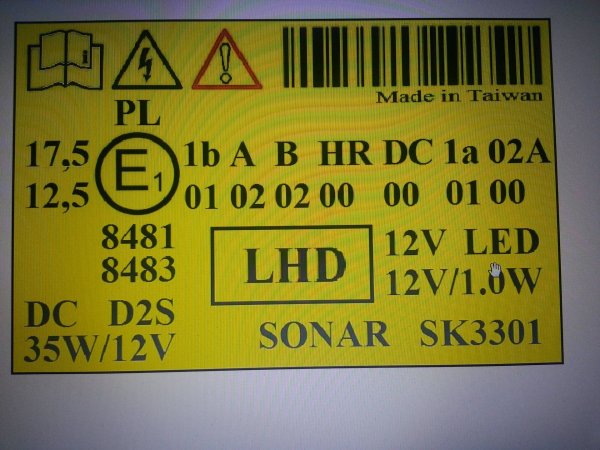 Made in Taiwan
PL
17,5 E1 1b A B HR DC 1a 02A
12,5 01 02 02 00 00 01 00
8481 LHD 12V LED
8483 12V/1.0W
DC D2S
35W/12V SONAR SK3301